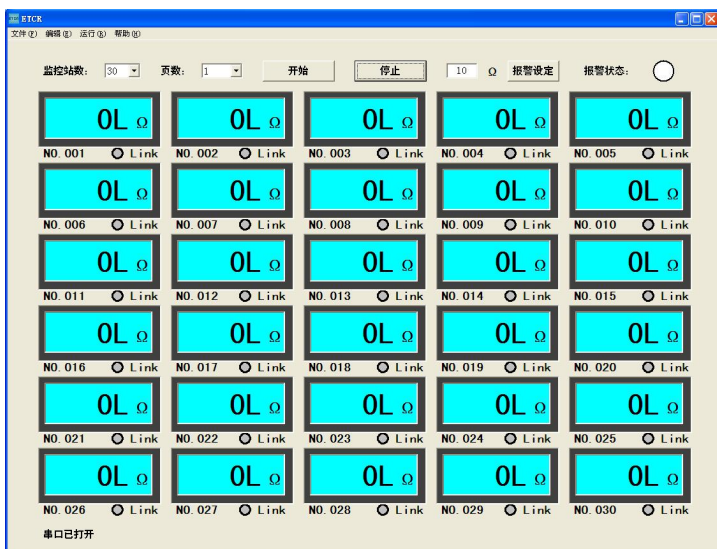 ETCK
文件(F) 编辑(E) 运行(R) 帮助(H)
监控站数: 30 页数: 1 开始 停止 10 Ω 报警设定 报警状态:
0L Ω 0L Ω 0L Ω 0L Ω 0L Ω
NO.001 Link NO.002 Link NO.003 Link NO.004 Link NO.005 Link
0L Ω 0L Ω 0L Ω 0L Ω 0L Ω
NO.006 Link NO.007 Link NO.008 Link NO.009 Link NO.010 Link
0L Ω 0L Ω 0L Ω 0L Ω 0L Ω
NO.011 Link NO.012 Link NO.013 Link NO.014 Link NO.015 Link
0L Ω 0L Ω 0L Ω 0L Ω 0L Ω
NO.016 Link NO.017 Link NO.018 Link NO.019 Link NO.020 Link
0L Ω 0L Ω 0L Ω 0L Ω 0L Ω
NO.021 Link NO.022 Link NO.023 Link NO.024 Link NO.025 Link
0L Ω 0L Ω 0L Ω 0L Ω 0L Ω
NO.026 Link NO.027 Link NO.028 Link NO.029 Link NO.030 Link
串口已打开